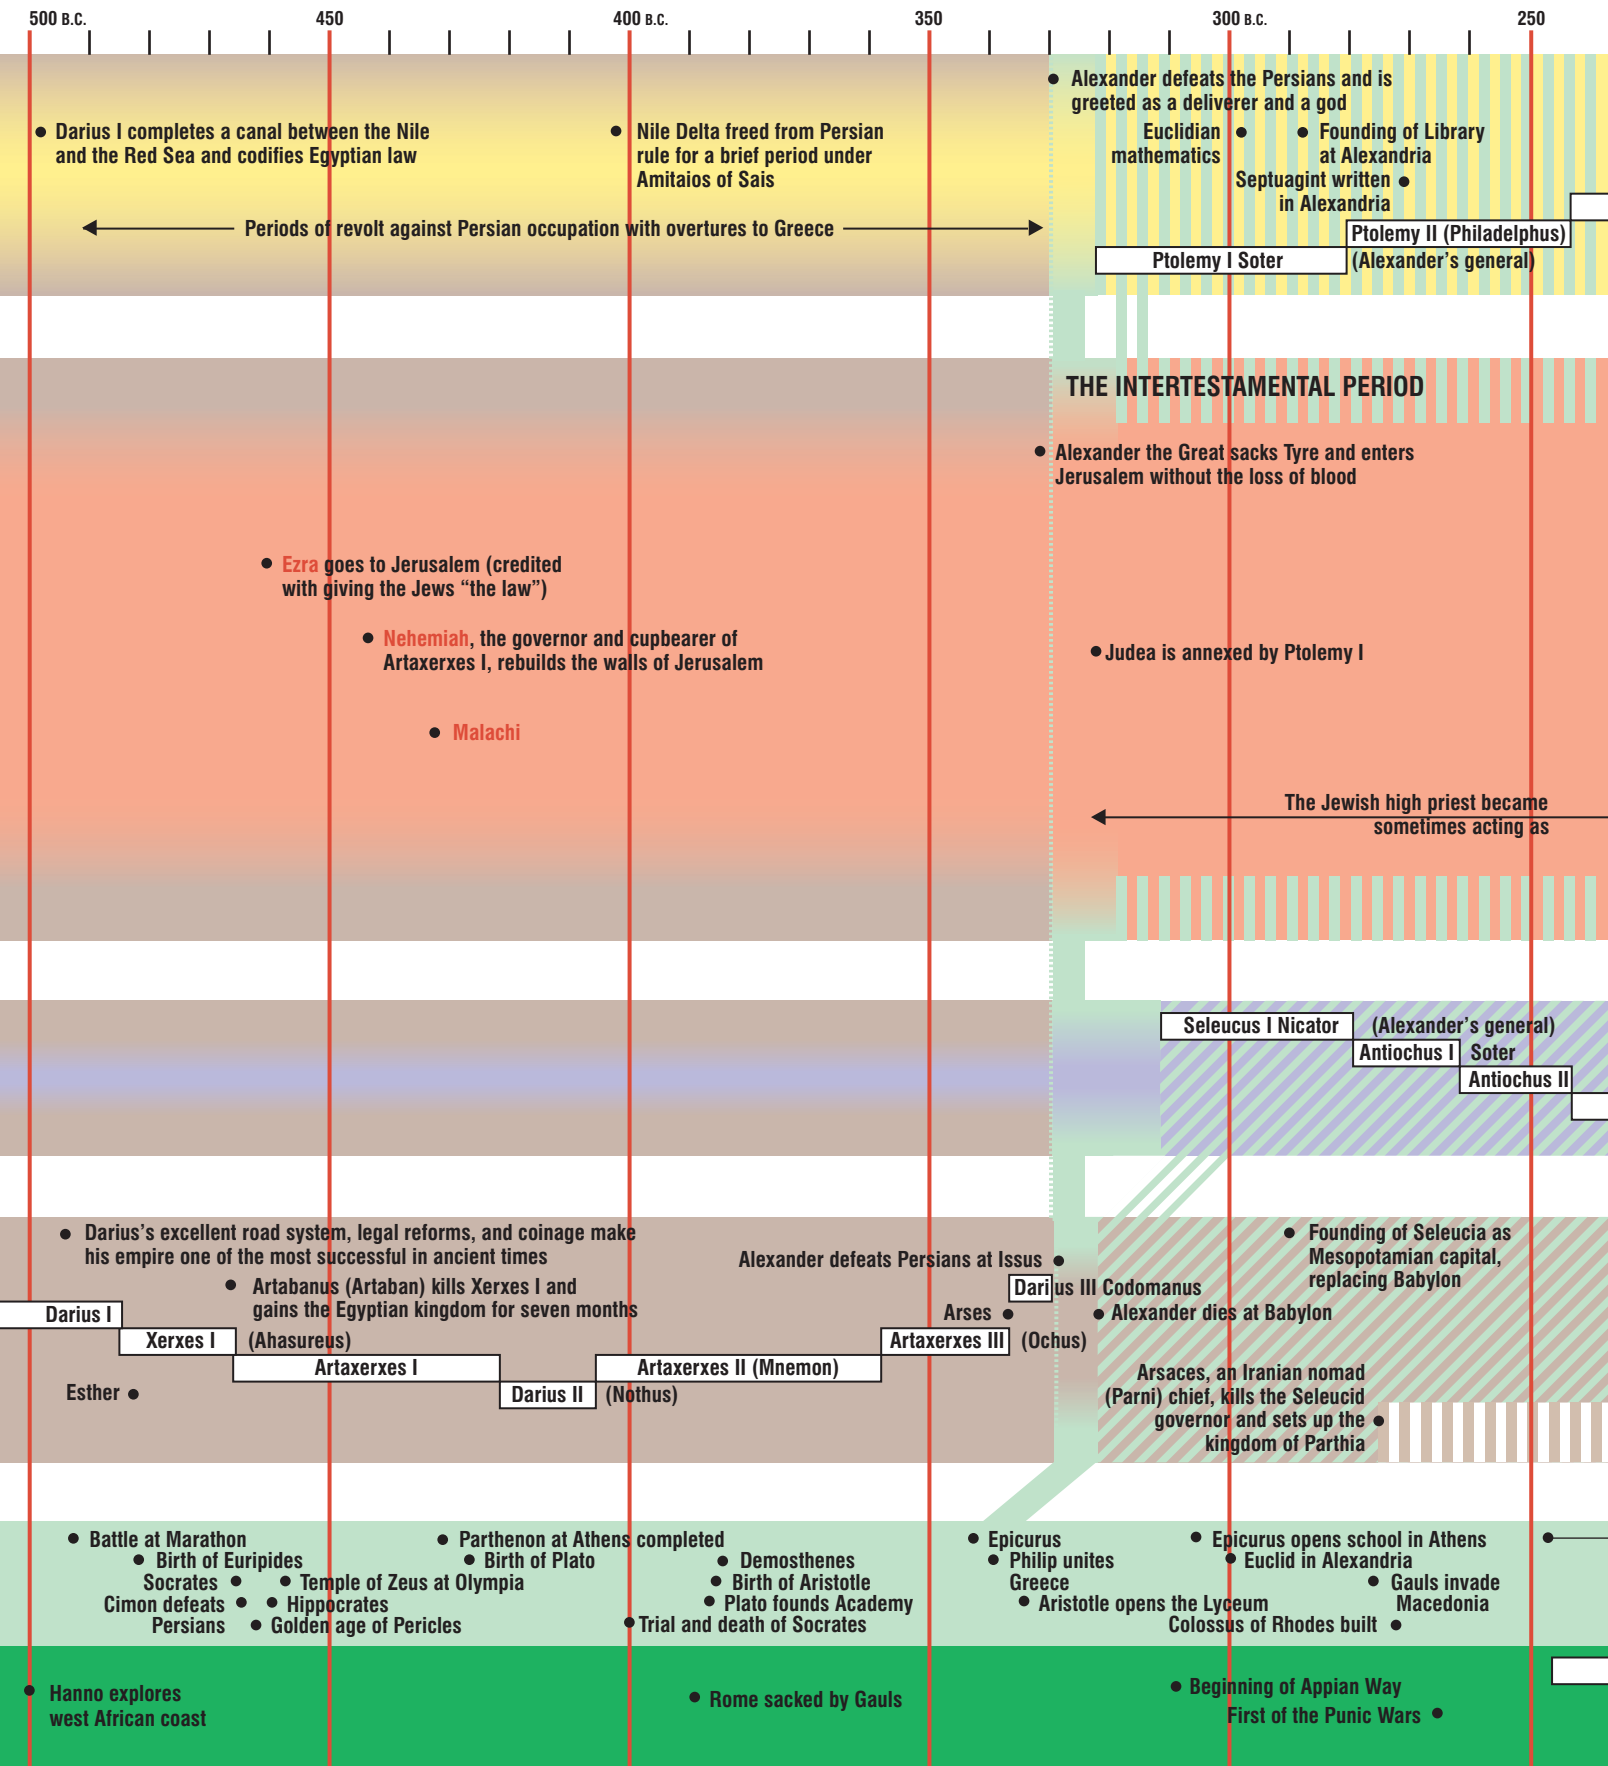 500 B.C.
450
400 B.C.
350
300 B.C.
250
Alexander defeats the Persians and is
greeted as a deliverer and a god
Darius I completes a canal between the Nile
and the Red Sea and codifies Egyptian law
Nile Delta freed from Persian
rule for a brief period under
Amitaios of Sais
Euclidian
mathematics
Founding of Library
at Alexandria
Septuagint written
in Alexandria
Periods of revolt against Persian occupation with overtures to Greece
Ptolemy II (Philadelphus)
Ptolemy I Soter
(Alexander's general)
THE INTERTESTAMENTAL PERIOD
Alexander the Great sacks Tyre and enters
Jerusalem without the loss of blood
Ezra goes to Jerusalem (credited
with giving the Jews “the law”)
Nehemiah, the governor and cupbearer of
Artaxerxes I, rebuilds the walls of Jerusalem
Judea is annexed by Ptolemy I
Malachi
The Jewish high priest became
sometimes acting as
Seleucus I Nicator
(Alexander's general)
Antiochus I
Soter
Antiochus II
Darius's excellent road system, legal reforms, and coinage make
his empire one of the most successful in ancient times
Alexander defeats Persians at Issus
Founding of Seleucia as
Mesopotamian capital,
replacing Babylon
Artabanus (Artaban) kills Xerxes I and
gains the Egyptian kingdom for seven months
Darius III Codomanus
Darius I
Arses
Alexander dies at Babylon
Xerxes I
(Ahasureus)
Artaxerxes III
(Ochus)
Artaxerxes I
Artaxerxes II (Mnemon)
Esther
Darius II
(Nothus)
Arsaces, an Iranian nomad
(Parni) chief, kills the Seleucid
governor and sets up the
kingdom of Parthia
Battle at Marathon
Birth of Euripides
Socrates
Cimon defeats
Persians
Temple of Zeus at Olympia
Hippocrates
Golden age of Pericles
Parthenon at Athens completed
Birth of Plato
Demosthenes
Birth of Aristotle
Plato founds Academy
Trial and death of Socrates
Epicurus
Philip unites
Greece
Aristotle opens the Lyceum
Epicurus opens school in Athens
Euclid in Alexandria
Gauls invade
Macedonia
Colossus of Rhodes built
Hanno explores
west African coast
Rome sacked by Gauls
Beginning of Appian Way
First of the Punic Wars